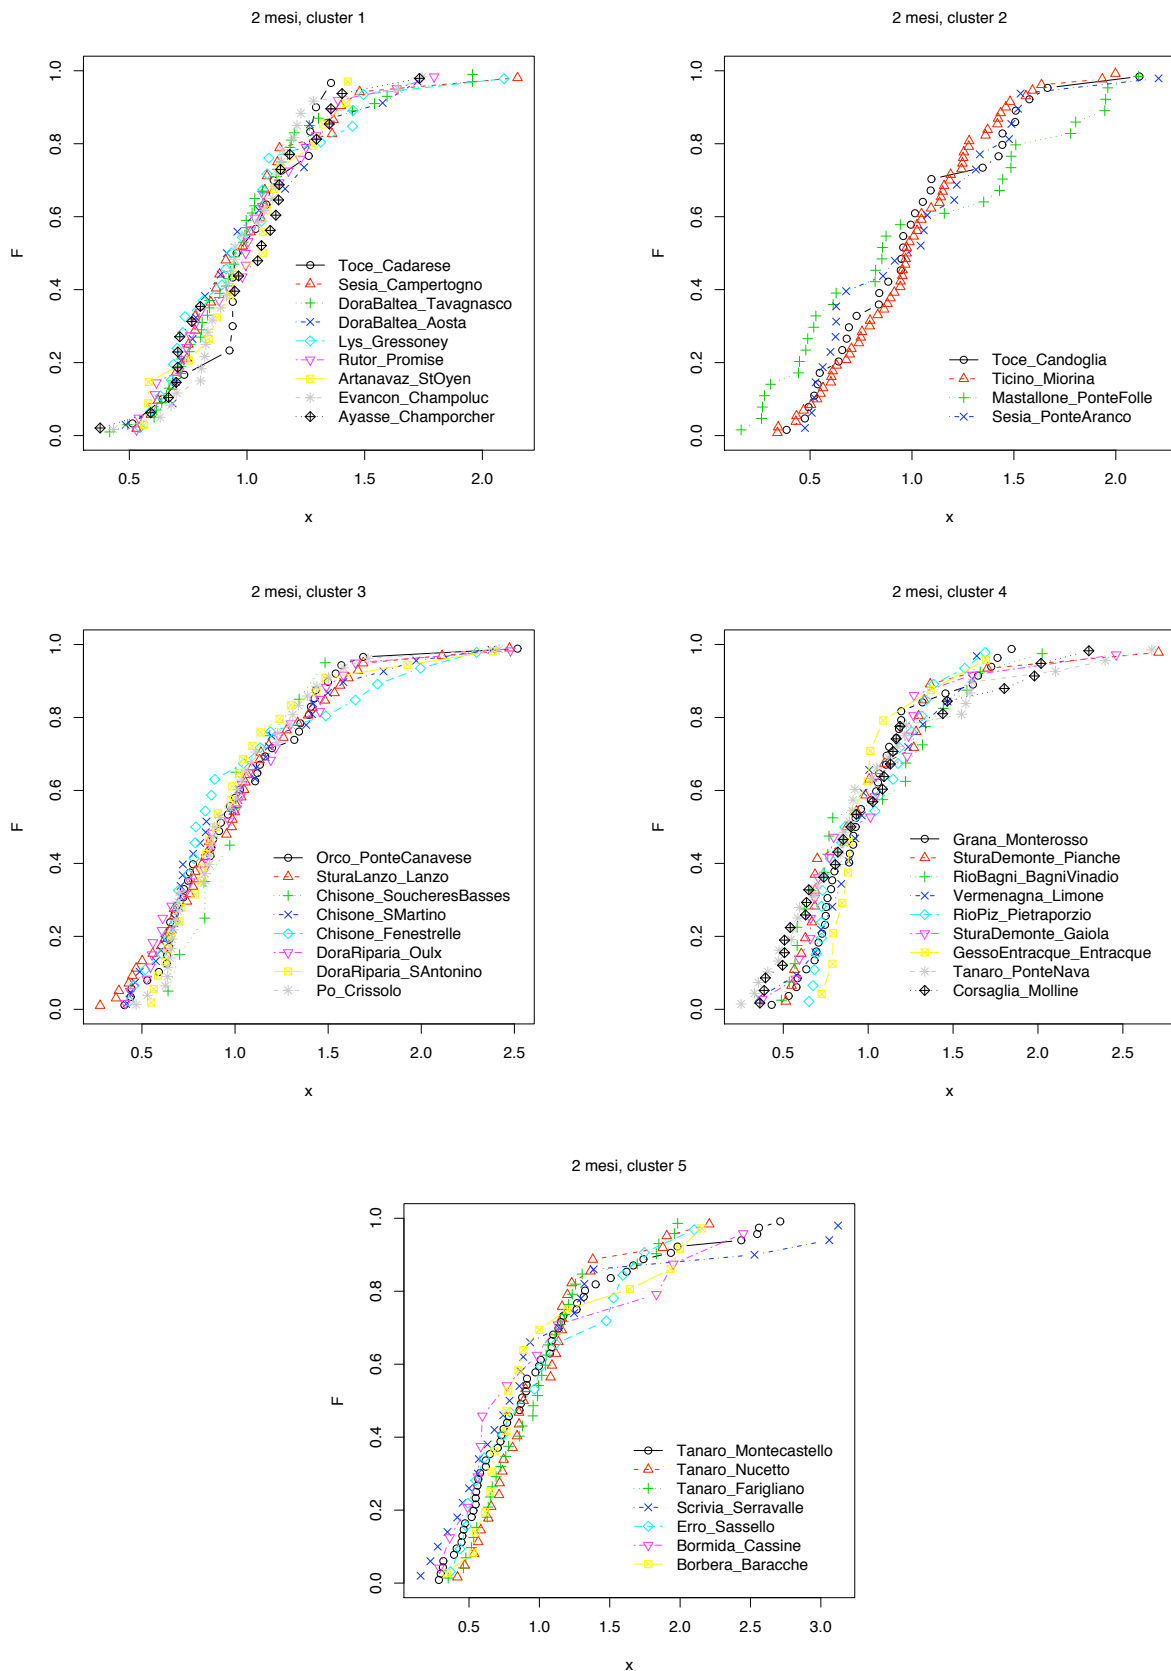 2 mesi, cluster 1
F
1.0
0.8
0.6
0.4
0.2
0.0
Toce_Cadarese
Sesia_Campertogno
DoraBaltea_Tavagnasco
DoraBaltea_Aosta
Lys_Gressoney
Rutor_Promise
Artanavaz_StOyen
Evancon_Champoluc
Ayasse_Champorcher
0.5 1.0 1.5 2.0
x
2 mesi, cluster 2
F
1.0
0.8
0.6
0.4
0.2
0.0
Toce_Candoglia
Ticino_Miorina
Mastallone_PonteFolle
Sesia_PonteAranco
0.5 1.0 1.5 2.0
x
2 mesi, cluster 3
F
1.0
0.8
0.6
0.4
0.2
0.0
Orco_PonteCanavese
SturaLanzo_Lanzo
Chisone_SoucheresBasses
Chisone_SMartino
Chisone_Fenestrelle
DoraRiparia_Oulx
DoraRiparia_SAntonino
Po_Crissolo
0.5 1.0 1.5 2.0 2.5
x
2 mesi, cluster 4
F
1.0
0.8
0.6
0.4
0.2
0.0
Grana_Monterosso
SturaDemonte_Pianche
RioBagni_BagniVinadio
Vermenagna_Limone
RioPiz_Pietraporzio
SturaDemonte_Gaiola
GessoEntracque_Entracque
Tanaro_PonteNava
Corsaglia_Molline
0.5 1.0 1.5 2.0 2.5
x
2 mesi, cluster 5
F
1.0
0.8
0.6
0.4
0.2
0.0
Tanaro_Montecastello
Tanaro_Nucetto
Tanaro_Farigliano
Scrivia_Serravalle
Erro_Sassello
Bormida_Cassine
Borbera_Baracche
0.5 1.0 1.5 2.0 2.5 3.0
x